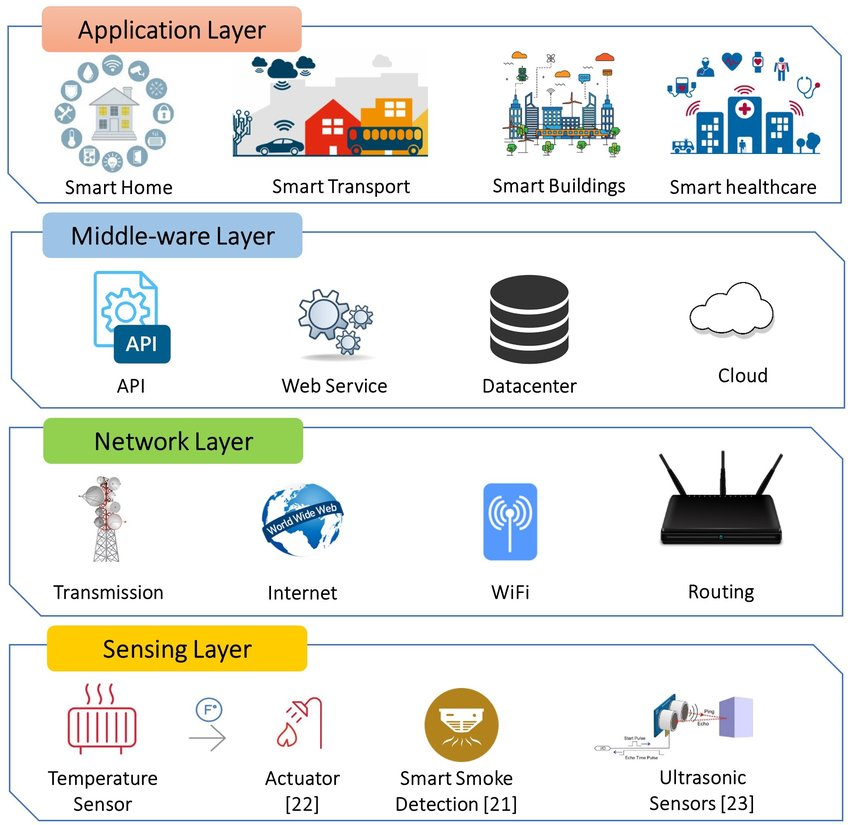 Application Layer
Smart Home
Smart Transport
Smart Buildings
Smart healthcare
Middle-ware Layer
API
API
Web Service
Datacenter
Cloud
Network Layer
World Wide Web
Transmission
Internet
WiFi
Routing
Sensing Layer
F°
Ping
Echo
Start Pulse
I/O
Echo Time Pulse
Temperature
Sensor
Actuator
[22]
Smart Smoke
Detection [21]
Ultrasonic
Sensors [23]